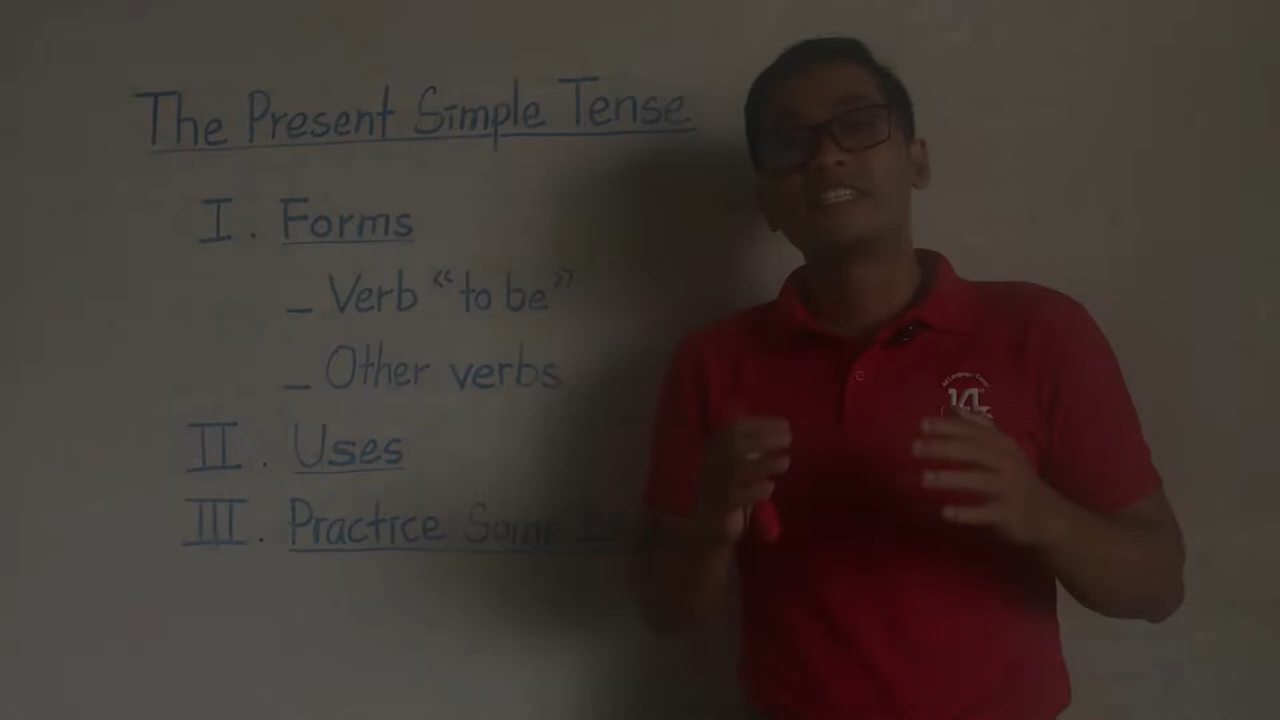 The Present Simple Tense
I. Forms
_ Verb "to be"
_ Other verbs
II. Uses
III. Practice Some